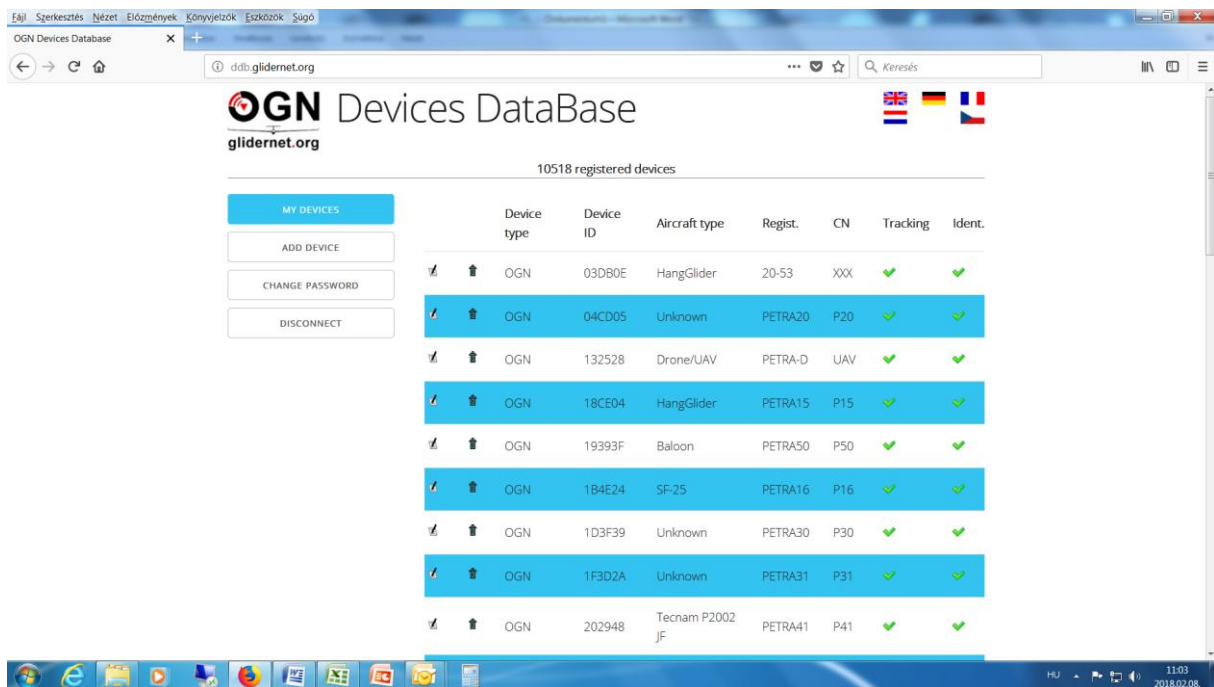 Fájl Szerkesztés Nézet Előzmények Könyvjelzők Eszközök Súgó
OGN Devices Database
ddb.glidernet.org
Keresés
OGN Devices DataBase
glidernet.org
10518 registered devices
MY DEVICES
ADD DEVICE
CHANGE PASSWORD
DISCONNECT
Device type Device ID Aircraft type Regist. CN Tracking Ident.
OGN 03DB0E HangGlider 20-53 XXX
OGN 04CD05 Unknown PETRA20 P20
OGN 132528 Drone/UAV PETRA-D UAV
OGN 18CE04 HangGlider PETRA15 P15
OGN 19393F Baloon PETRA50 P50
OGN 1B4E24 SF-25 PETRA16 P16
OGN 1D3F39 Unknown PETRA30 P30
OGN 1F3D2A Unknown PETRA31 P31
OGN 202948 Tecnam P2002 JF PETRA41 P41
HU
11:03
2018.02.08.